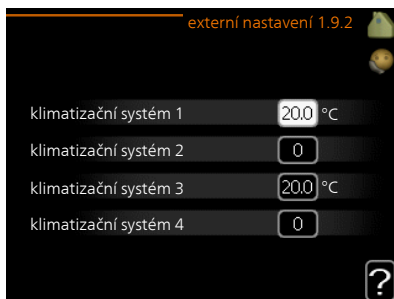 externí nastavení 1.9.2
klimatizační systém 1 20.0 °C
klimatizační systém 2 0
klimatizační systém 3 20.0 °C
klimatizační systém 4 0
?